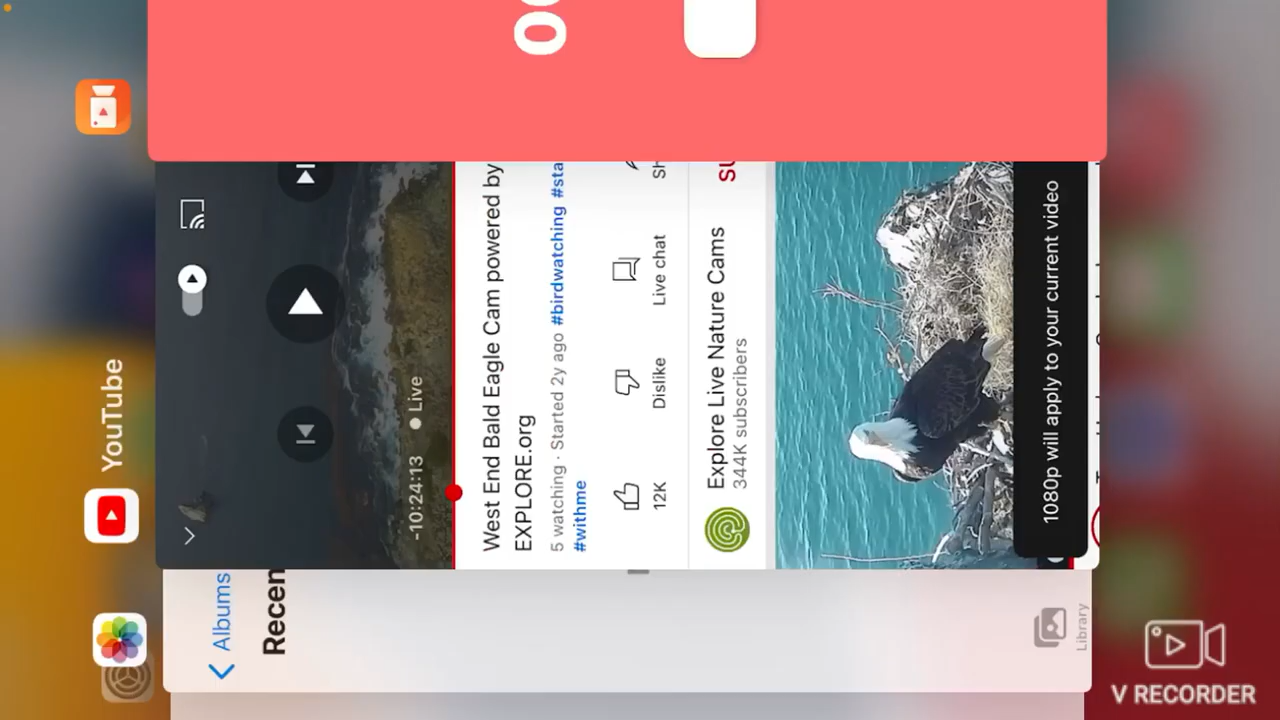 YouTube
-10:24:13 ● Live
West End Bald Eagle Cam powered by
EXPLORE.org
5 watching · Started 2y ago #birdwatching #sta
#withme
12K
Dislike
Live chat
Explore Live Nature Cams
344K subscribers
1080p will apply to your current video
Albums
Recen
Library
V RECORDER